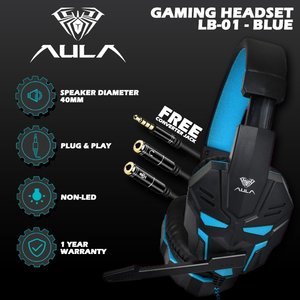 GAMING HEADSET
LB-01 - BLUE
AULA
SPEAKER DIAMETER
40MM
PLUG & PLAY
NON-LED
1 YEAR
WARRANTY
FREE
CONVERTER JACK
AULA